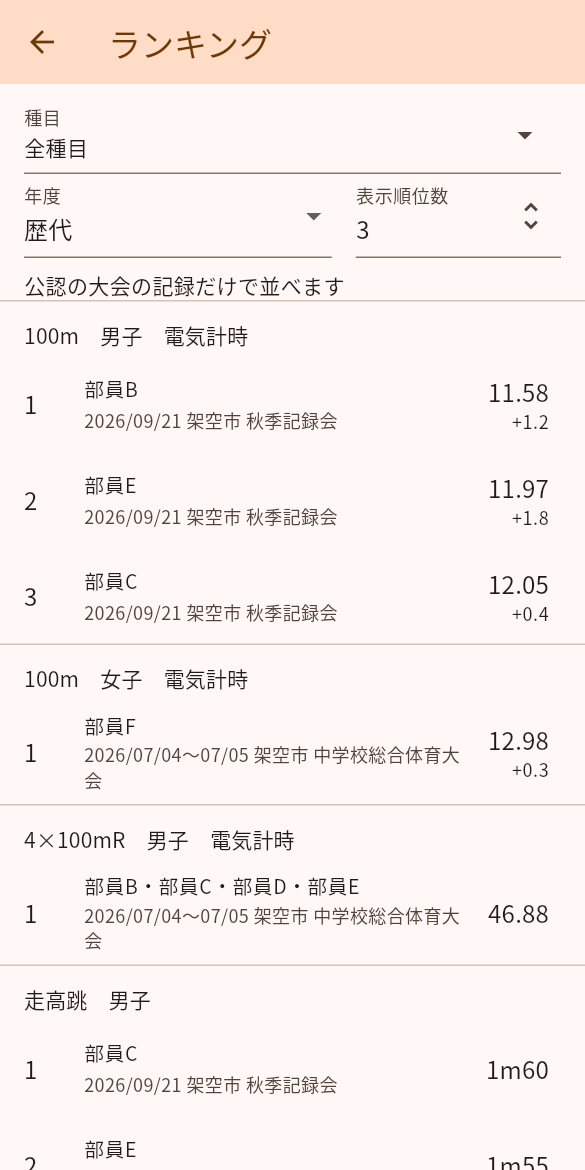 ランキング
種目
全種目
年度
表示順位数
歴代
3
公認の大会の記録だけで並べます
100m　男子　電気計時
1
部員B
2026/09/21 架空市 秋季記録会
11.58
+1.2
2
部員E
2026/09/21 架空市 秋季記録会
11.97
+1.8
3
部員C
2026/09/21 架空市 秋季記録会
12.05
+0.4
100m　女子　電気計時
1
部員F
2026/07/04～07/05 架空市 中学校総合体育大
会
12.98
+0.3
4×100mR　男子　電気計時
1
部員B・部員C・部員D・部員E
2026/07/04～07/05 架空市 中学校総合体育大
会
46.88
走高跳　男子
1
部員C
2026/09/21 架空市 秋季記録会
1m60
2
部員E
1m55